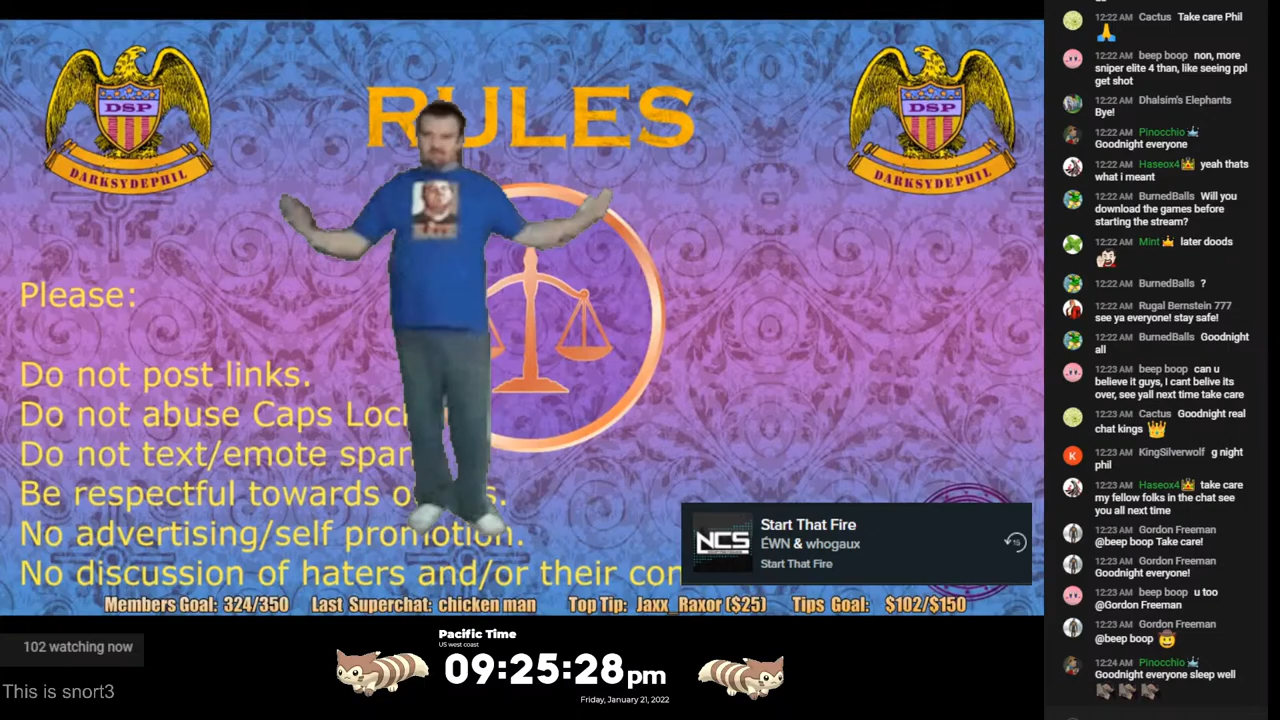 DSP
DARKSYDEPHIL
RULES
DSP
DARKSYDEPHIL
Please:
Do not post links.
Do not abuse Caps Lock
Do not text/emote spam
Be respectful towards
No advertising/self promotion.
No discussion of haters and/or their
NCS
Start That Fire
ÉWN & whogaux
Start That Fire
15
Members Goal: 324/350 Last Superchat: chicken man Top Tip: Jaxx_Raxor ($25) Tips Goal: $102/$150
102 watching now
This is snort3
Pacific Time
US west coast
09:25:28pm
Friday, January 21, 2022
12:22 AM Cactus Take care Phil
12:22 AM beep boop non, more
sniper elite 4 than, like seeing ppl
get shot
12:22 AM Dhalsim's Elephants
Bye!
12:22 AM Pinocchio
Goodnight everyone
12:22 AM Haseox4 yeah thats
what i meant
12:22 AM BurnedBalls Will you
download the games before
starting the stream?
12:22 AM Mint later doods
12:22 AM BurnedBalls ?
12:22 AM Rugal Bernstein 777
see ya everyone! stay safe!
12:22 AM BurnedBalls Goodnight
all
12:23 AM beep boop can u
believe it guys, I cant belive its
over, see yall next time take care
12:23 AM Cactus Goodnight real
chat kings
K
12:23 AM KingSilverwolf g night
phil
12:23 AM Haseox4 take care
my fellow folks in the chat see
you all next time
12:23 AM Gordon Freeman
@beep boop Take care!
12:23 AM Gordon Freeman
Goodnight everyone!
12:23 AM beep boop u too
@Gordon Freeman
12:23 AM Gordon Freeman
@beep boop
12:24 AM Pinocchio
Goodnight everyone sleep well